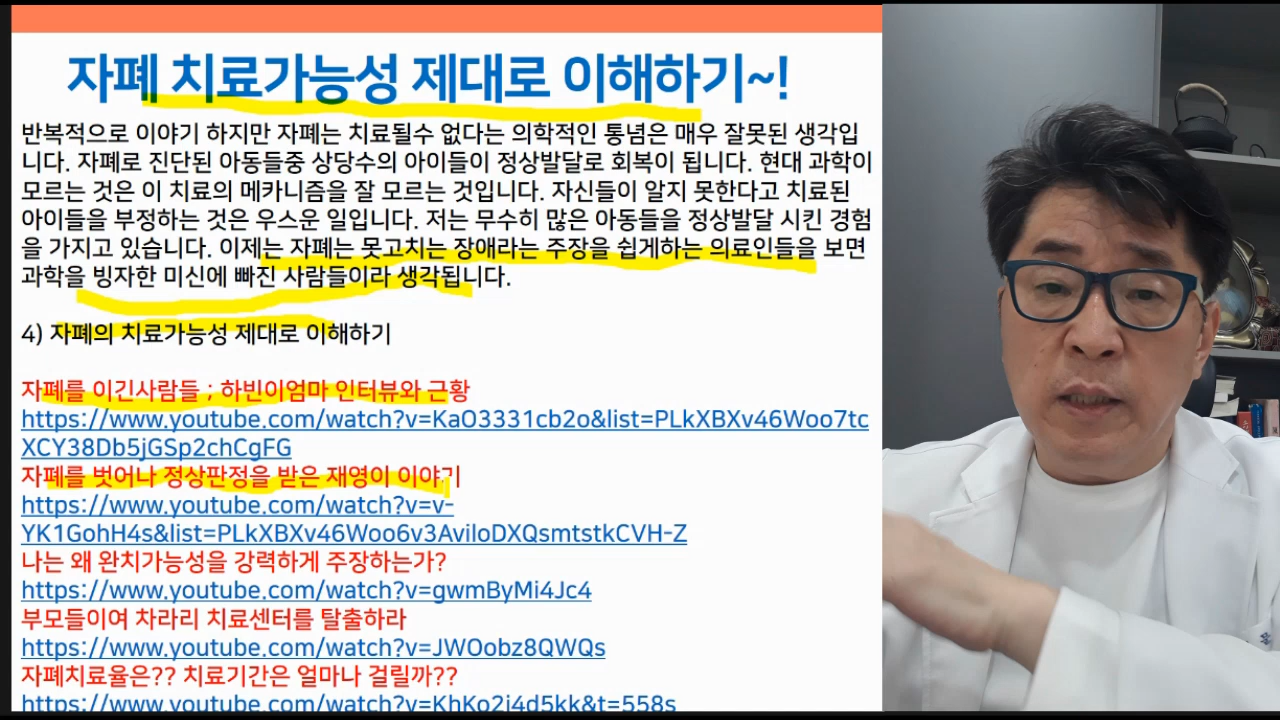 자폐 치료가능성 제대로 이해하기~!
반복적으로 이야기 하지만 자폐는 치료될수 없다는 의학적인 통념은 매우 잘못된 생각입
니다. 자폐로 진단된 아동들중 상당수의 아이들이 정상발달로 회복이 됩니다. 현대 과학이
모르는 것은 이 치료의 메카니즘을 잘 모르는 것입니다. 자신들이 알지 못한다고 치료된
아이들을 부정하는 것은 우스운 일입니다. 저는 무수히 많은 아동들을 정상발달 시킨 경험
을 가지고 있습니다. 이제는 자폐는 못고치는 장애라는 주장을 쉽게하는 의료인들을 보면
과학을 빙자한 미신에 빠진 사람들이라 생각됩니다.
4) 자폐의 치료가능성 제대로 이해하기
자폐를 이긴사람들 ; 하빈이엄마 인터뷰와 근황
https://www.youtube.com/watch?v=KaO3331cb2o&list=PLkXBXv46Woo7tc
XCY38Db5jGSp2chCgFG
자폐를 벗어나 정상판정을 받은 재영이 이야기
https://www.youtube.com/watch?v=v-
YK1GohH4s&list=PLkXBXv46Woo6v3AviloDXQsmtstkCVH-Z
나는 왜 완치가능성을 강력하게 주장하는가?
https://www.youtube.com/watch?v=gwmByMi4Jc4
부모들이여 차라리 치료센터를 탈출하라
https://www.youtube.com/watch?v=JWOobz8QWQs
자폐치료율은?? 치료기간은 얼마나 걸릴까??
https://www.youtube.com/watch?v=KhKo2j4d5kk&t=558s